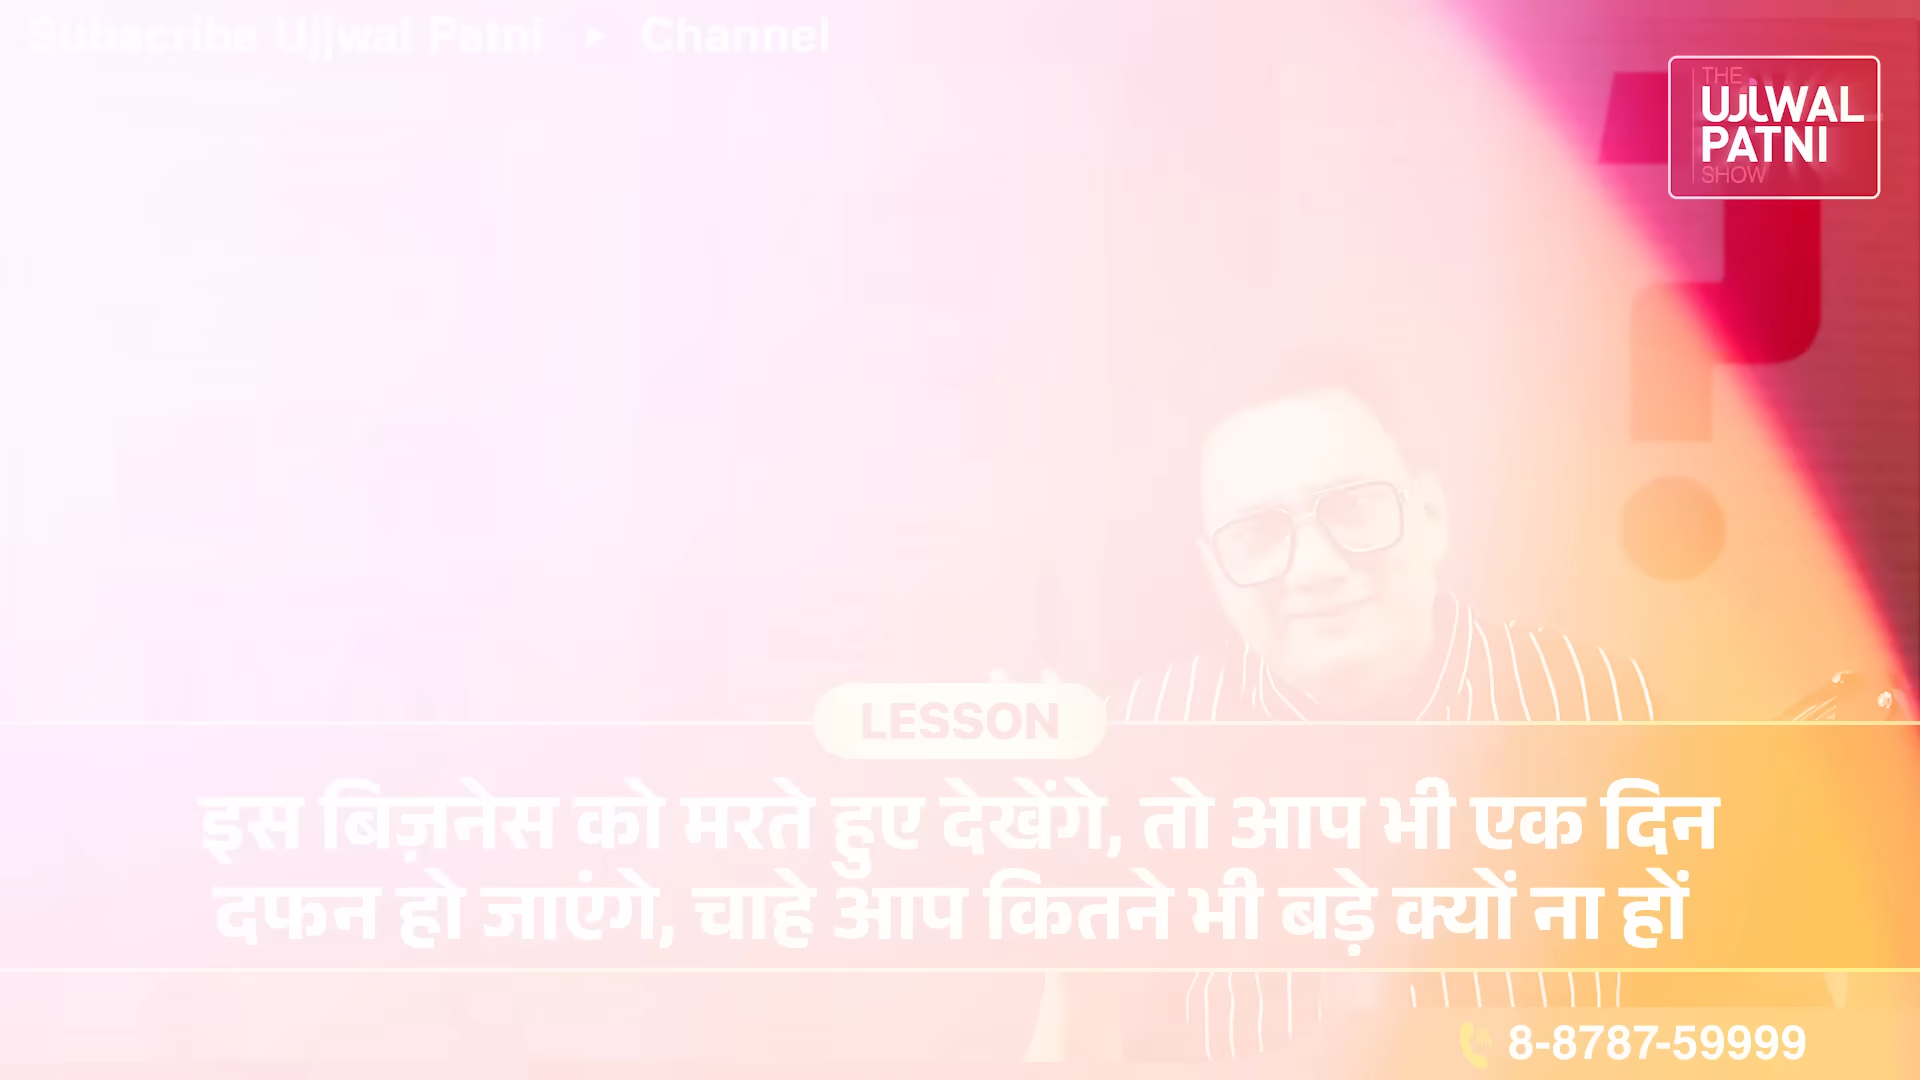 Subscribe Ujjwal Patni ▶ Channel
THE
UJJWAL
PATNI
SHOW
LESSON
इस बिज़नेस को मरते हुए देखेंगे, तो आप भी एक दिन
दफन हो जाएंगे, चाहे आप कितने भी बड़े क्यों ना हों
8-8787-59999